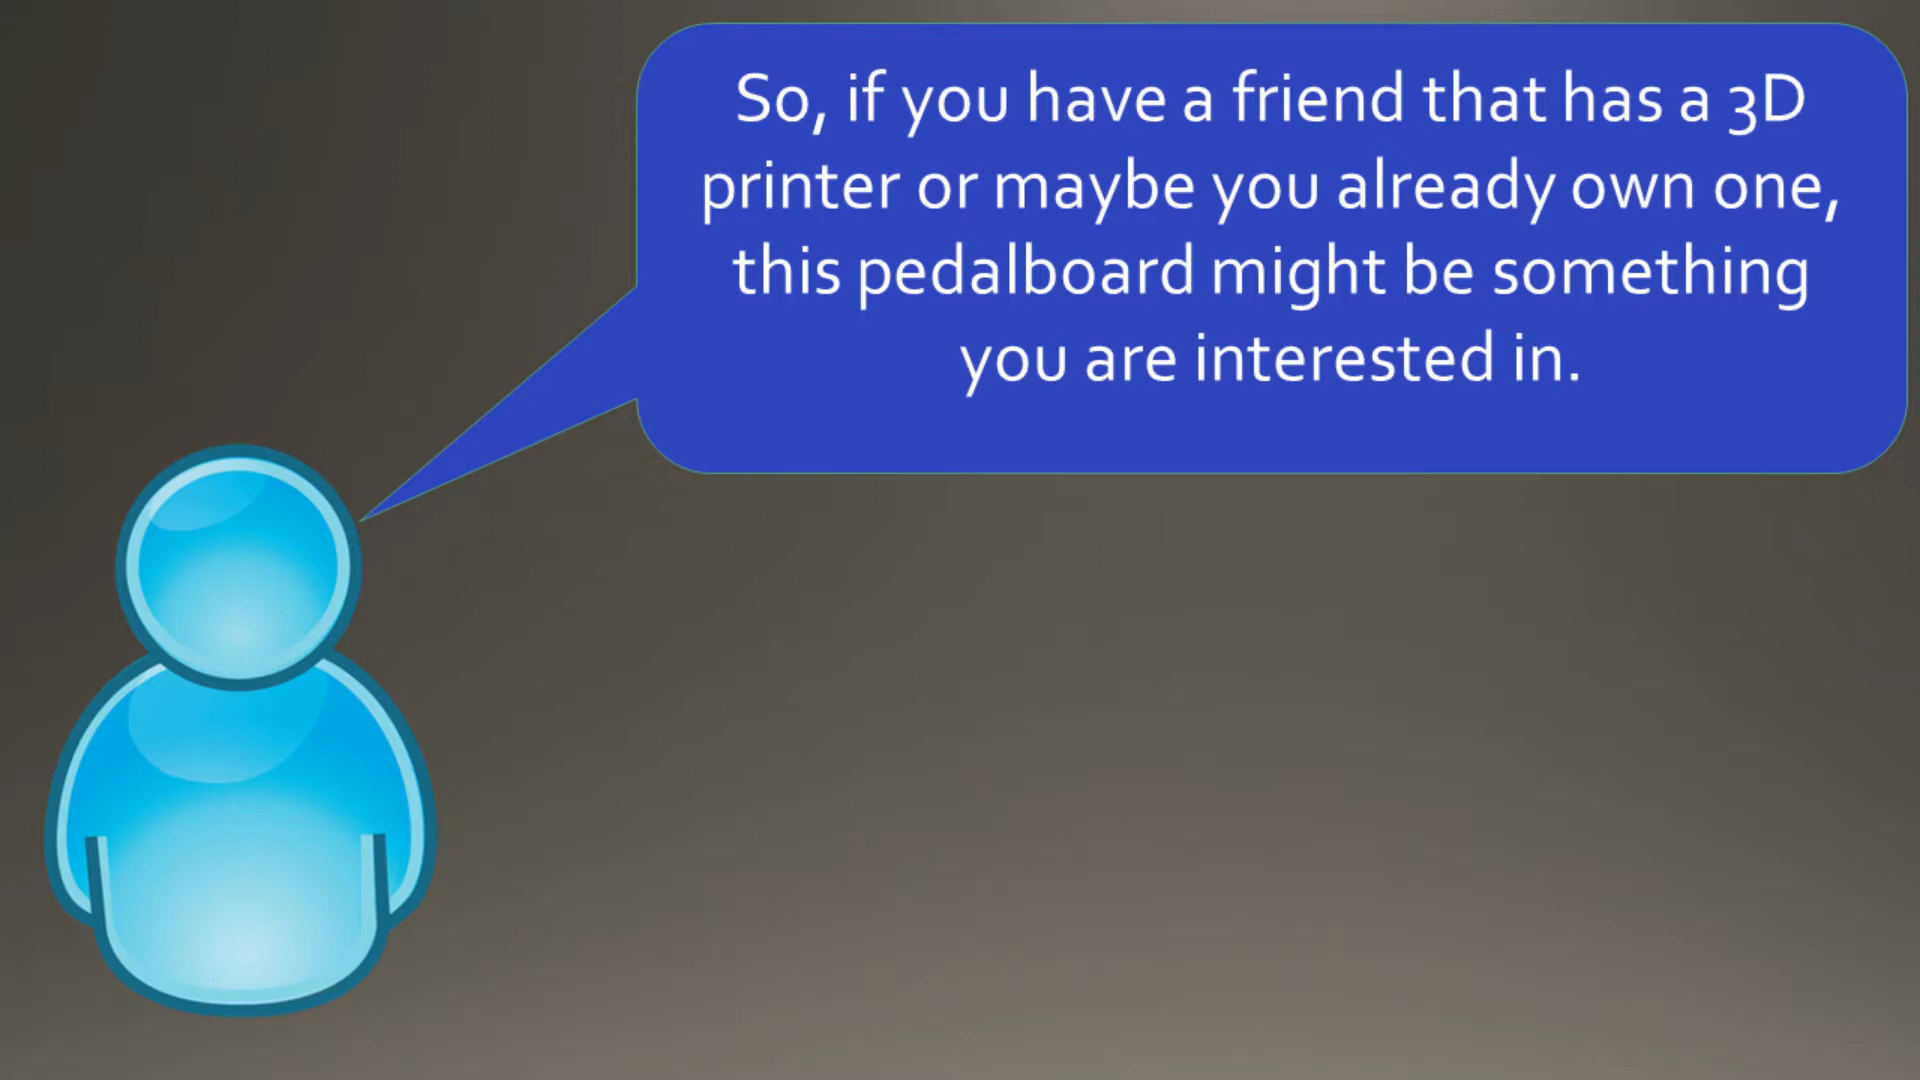 So, if you have a friend that has a 3D
printer or maybe you already own one,
this pedalboard might be something
you are interested in.